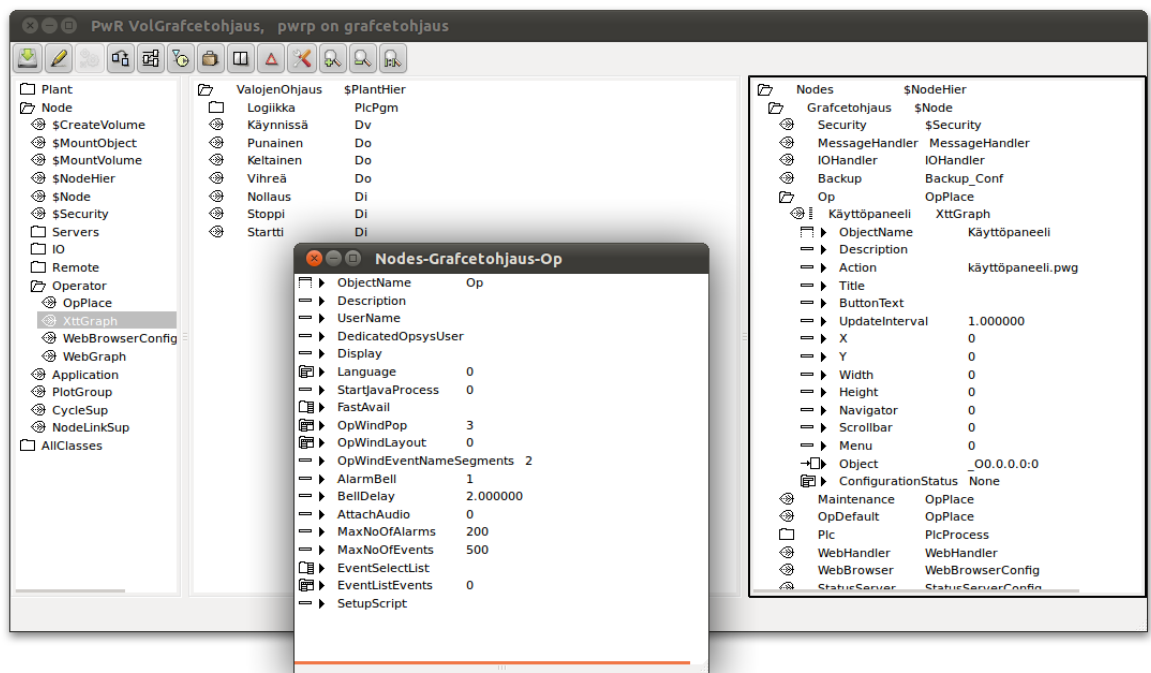 PwR VolGrafcetohjaus, pwrp on grafcetohjaus
Plant
Node
$CreateVolume
$MountObject
$MountVolume
$NodeHier
$Node
$Security
Servers
IO
Remote
Operator
OpPlace
XttGraph
WebBrowserConfig
WebGraph
Application
PlotGroup
CycleSup
NodeLinkSup
AllClasses
ValojenOhjaus $PlantHier
Logiikka PlcPgm
Käynnissä Dv
Punainen Do
Keltainen Do
Vihreä Do
Nollaus Di
Stoppi Di
Startti Di
Nodes-Grafcetohjaus-Op
ObjectName Op
Description
UserName
DedicatedOpsysUser
Display
Language 0
StartJavaProcess 0
FastAvail
OpWindPop 3
OpWindLayout 0
OpWindEventNameSegments 2
AlarmBell 1
BellDelay 2.000000
AttachAudio 0
MaxNoOfAlarms 200
MaxNoOfEvents 500
EventSelectList
EventListEvents 0
SetupScript
Nodes $NodeHier
Grafcetohjaus $Node
Security $Security
MessageHandler MessageHandler
IOHandler IOHandler
Backup Backup_Conf
Op OpPlace
Käyttöpaneeli XttGraph
ObjectName Käyttöpaneeli
Description
Action käyttöpaneeli.pwg
Title
ButtonText
UpdateInterval 1.000000
X 0
Y 0
Width 0
Height 0
Navigator 0
Scrollbar 0
Menu 0
Object _O0.0.0.0:0
ConfigurationStatus None
Maintenance OpPlace
OpDefault OpPlace
Plc PlcProcess
WebHandler WebHandler
WebBrowser WebBrowserConfig
StatusServer StatusServerConfig